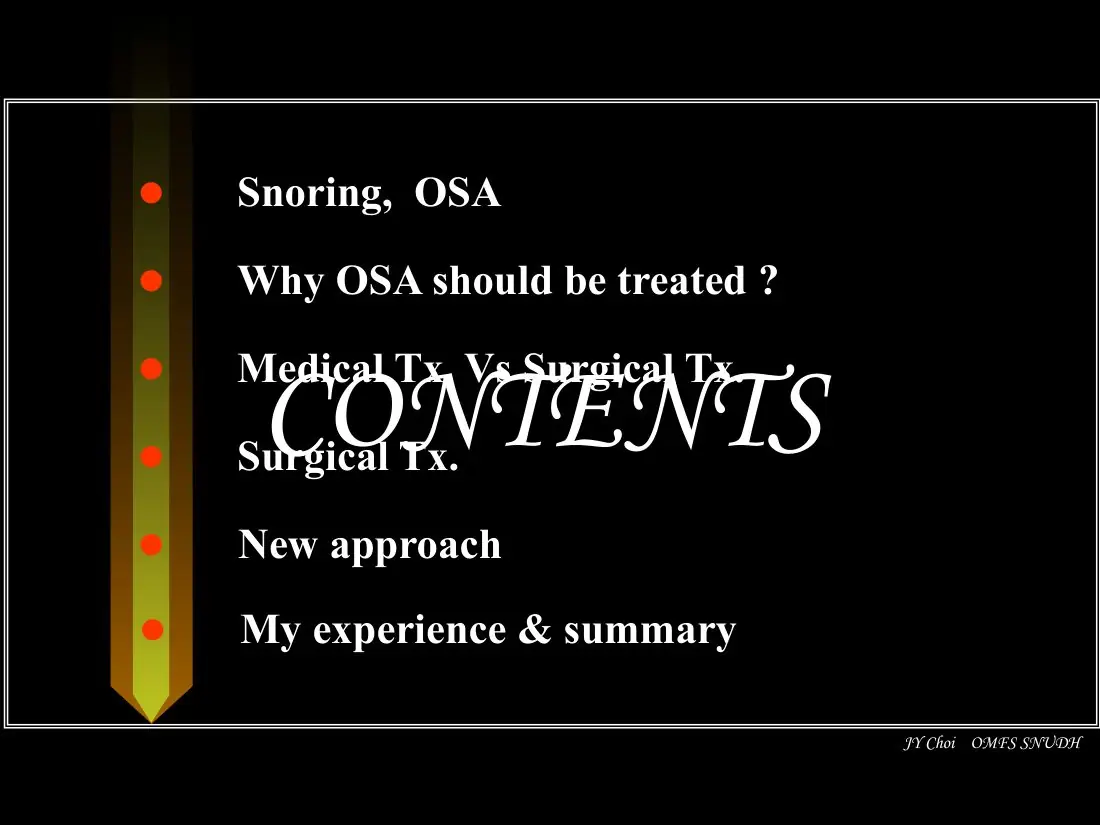 Snoring, OSA
Why OSA should be treated ?
Medical Tx. Vs Surgical Tx.
CONTENTS
Surgical Tx.
New approach
My experience & summary
JY Choi OMFS SNUDH